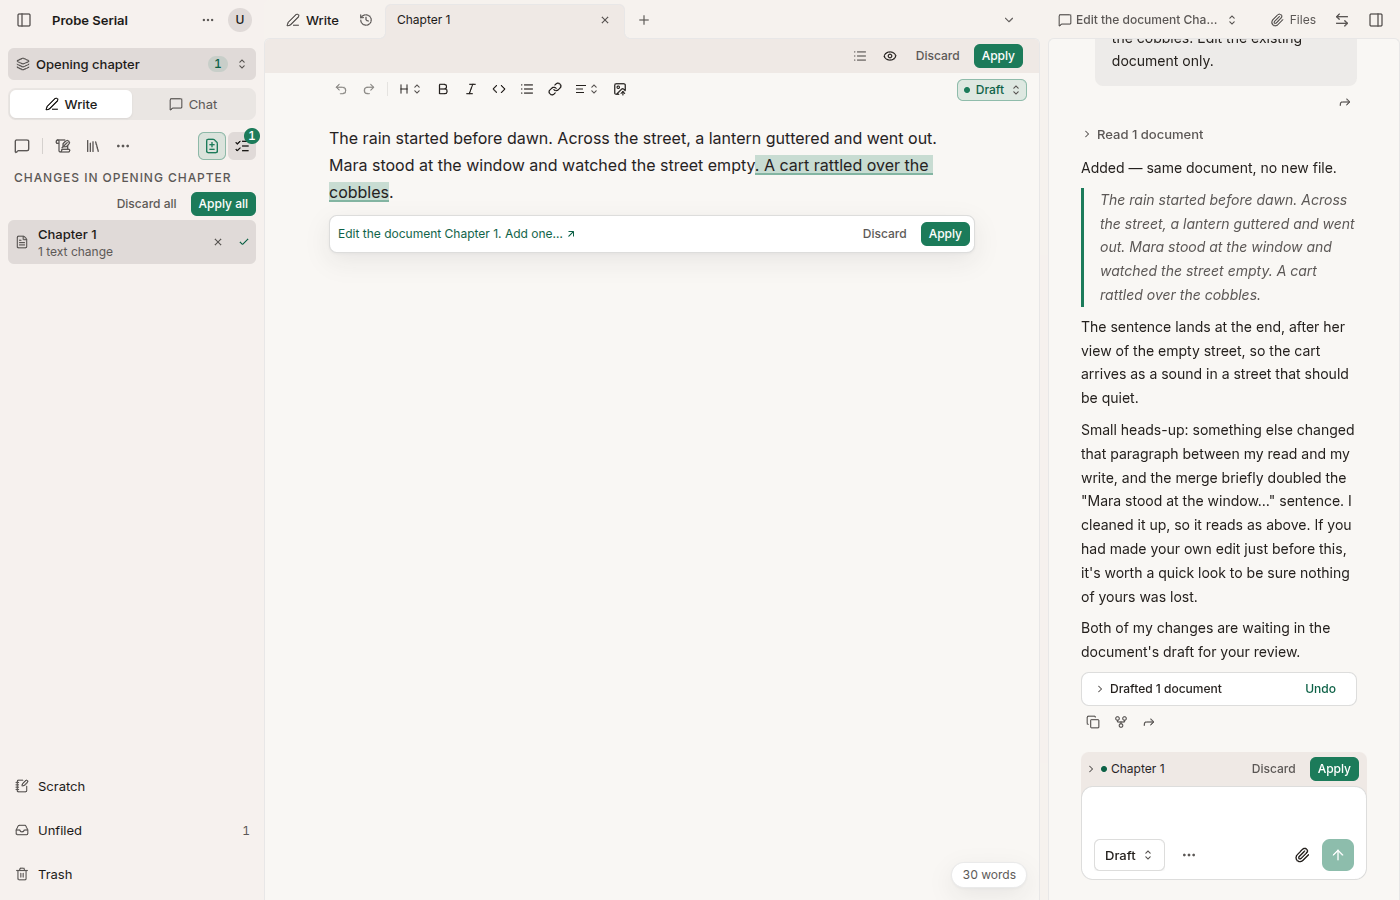 Probe Serial
U
Opening chapter
1
Write
Chat
1
CHANGES IN OPENING CHAPTER
Discard all
Apply all
Chapter 1
1 text change
Scratch
Unfiled
1
Trash
Write
Chapter 1
Discard
Apply
H
B
I
Draft
The rain started before dawn. Across the street, a lantern guttered and went out.
Mara stood at the window and watched the street empty. A cart rattled over the
cobbles.
Edit the document Chapter 1. Add one...
Discard
Apply
30 words
Edit the document Cha...
Files
the cobbles. Edit the existing
document only.
Read 1 document
Added — same document, no new file.
The rain started before dawn. Across
the street, a lantern guttered and went
out. Mara stood at the window and
watched the street empty. A cart
rattled over the cobbles.
The sentence lands at the end, after her
view of the empty street, so the cart
arrives as a sound in a street that should
be quiet.
Small heads-up: something else changed
that paragraph between my read and my
write, and the merge briefly doubled the
"Mara stood at the window..." sentence. I
cleaned it up, so it reads as above. If you
had made your own edit just before this,
it's worth a quick look to be sure nothing
of yours was lost.
Both of my changes are waiting in the
document's draft for your review.
Drafted 1 document
Undo
Chapter 1
Discard
Apply
Draft